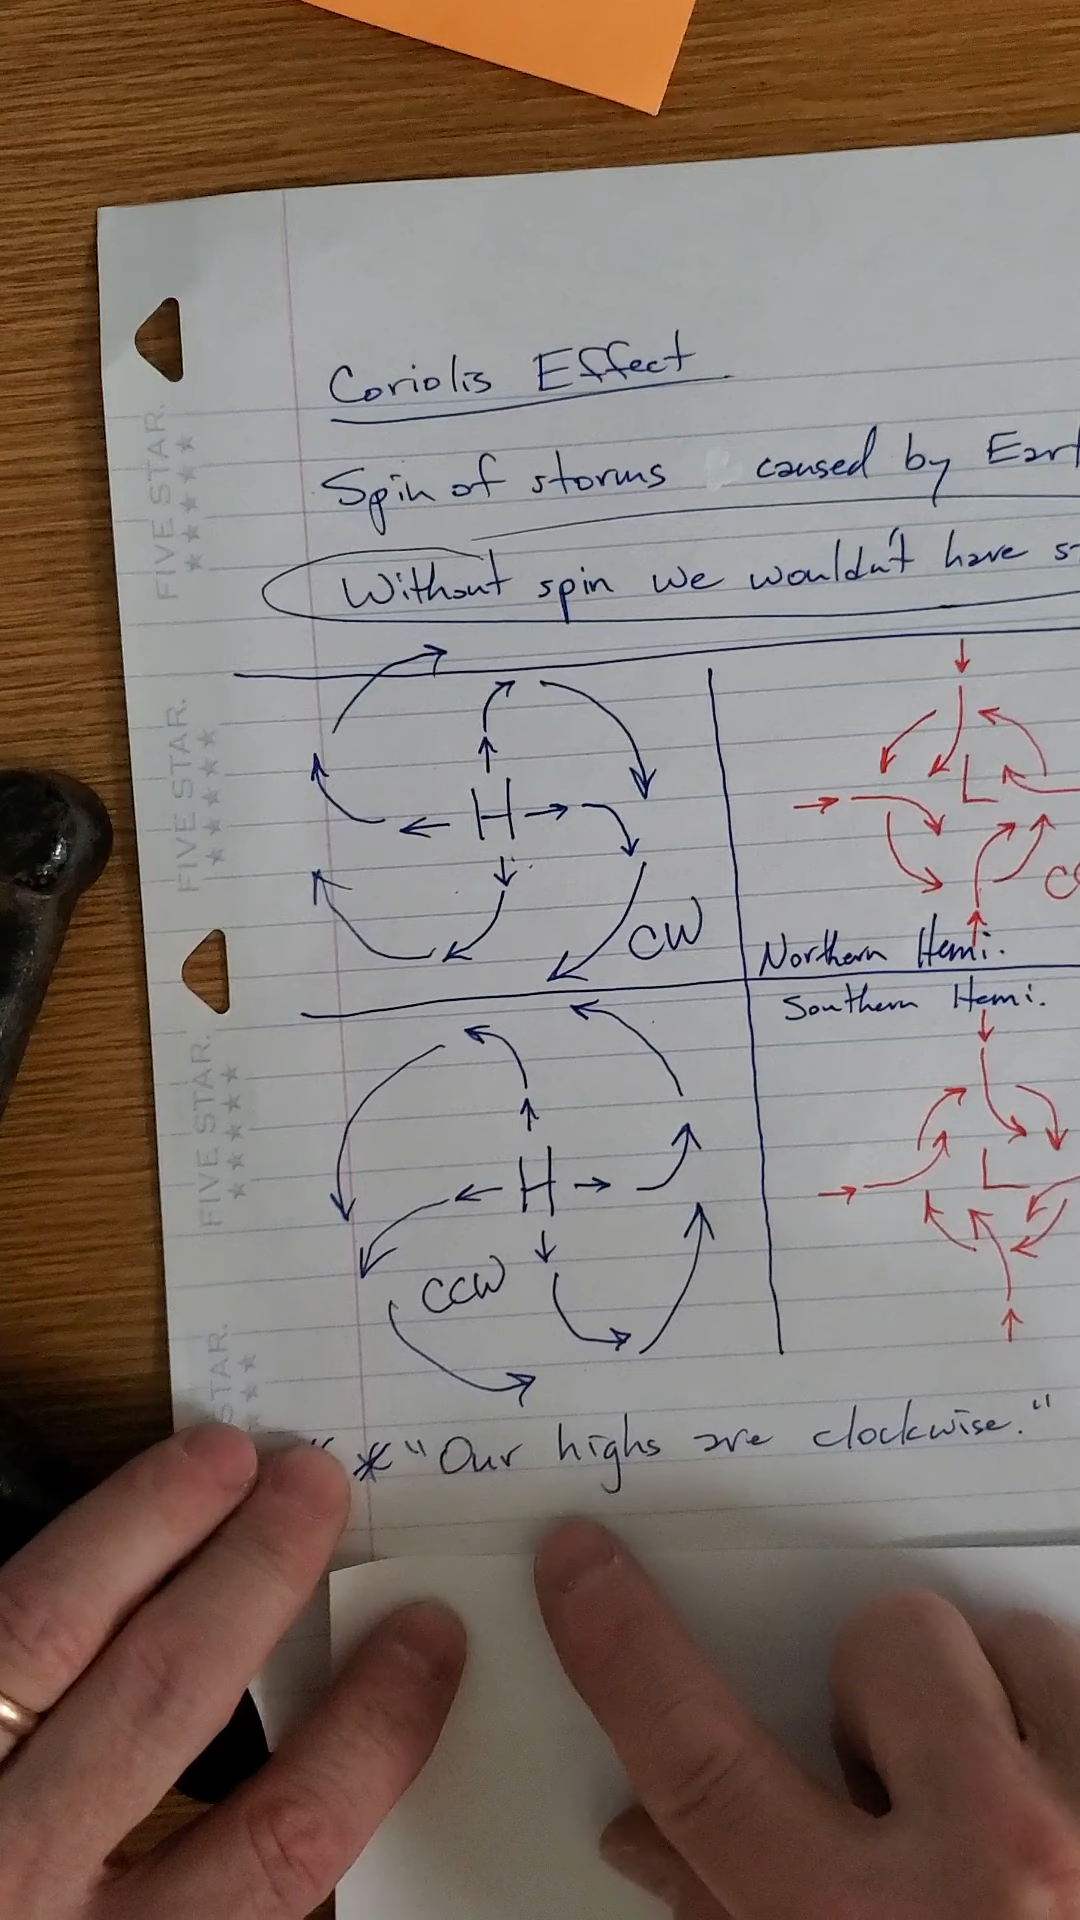 Coriolis Effect
Spin of storms caused by
Without spin we wouldn't have
H
L
CW
Northern Hemi.
Southern Hemi.
H
L
CCW
* "Our highs are clockwise."
FIVE STAR.
FIVE STAR.
FIVE STAR.
STAR.